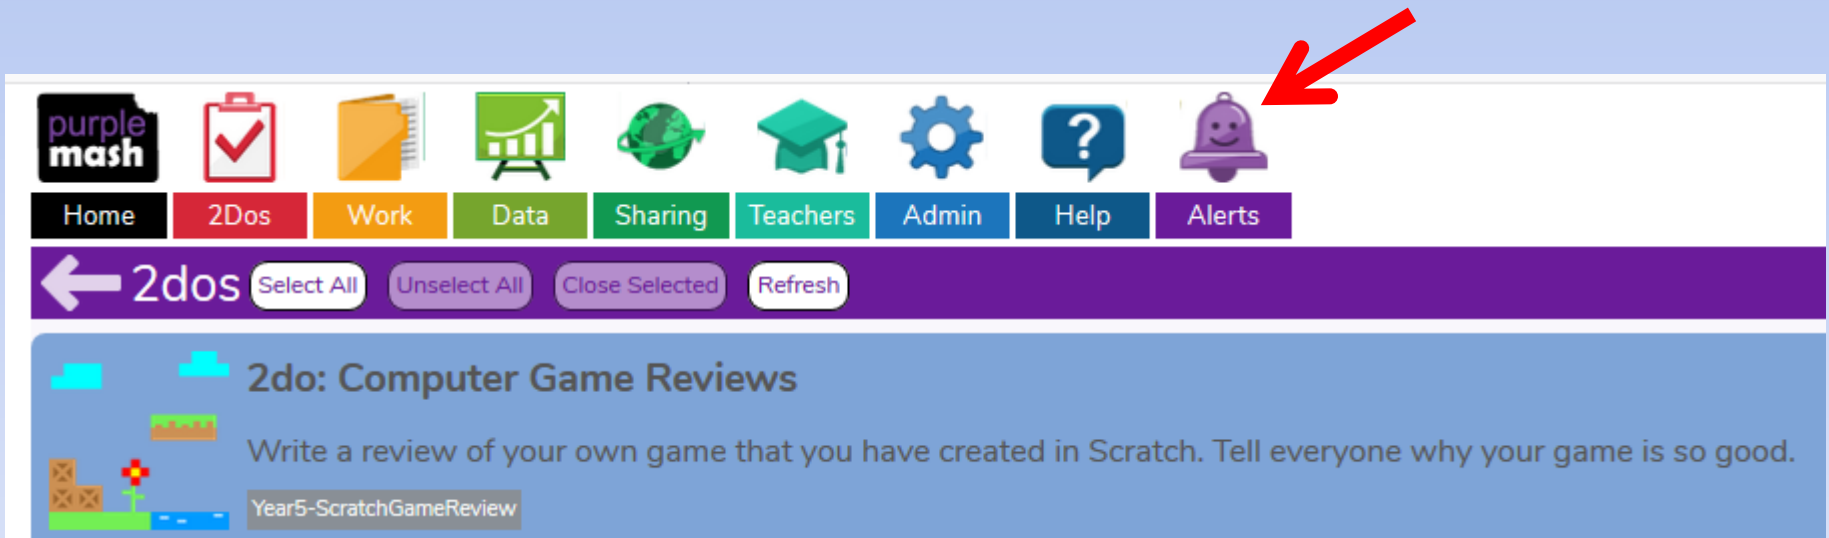 purple
mash
?
Home 2Dos Work Data Sharing Teachers Admin Help Alerts
2dos Select All Unselect All Close Selected Refresh
2do: Computer Game Reviews
Write a review of your own game that you have created in Scratch. Tell everyone why your game is so good.
Year5-ScratchGameReview